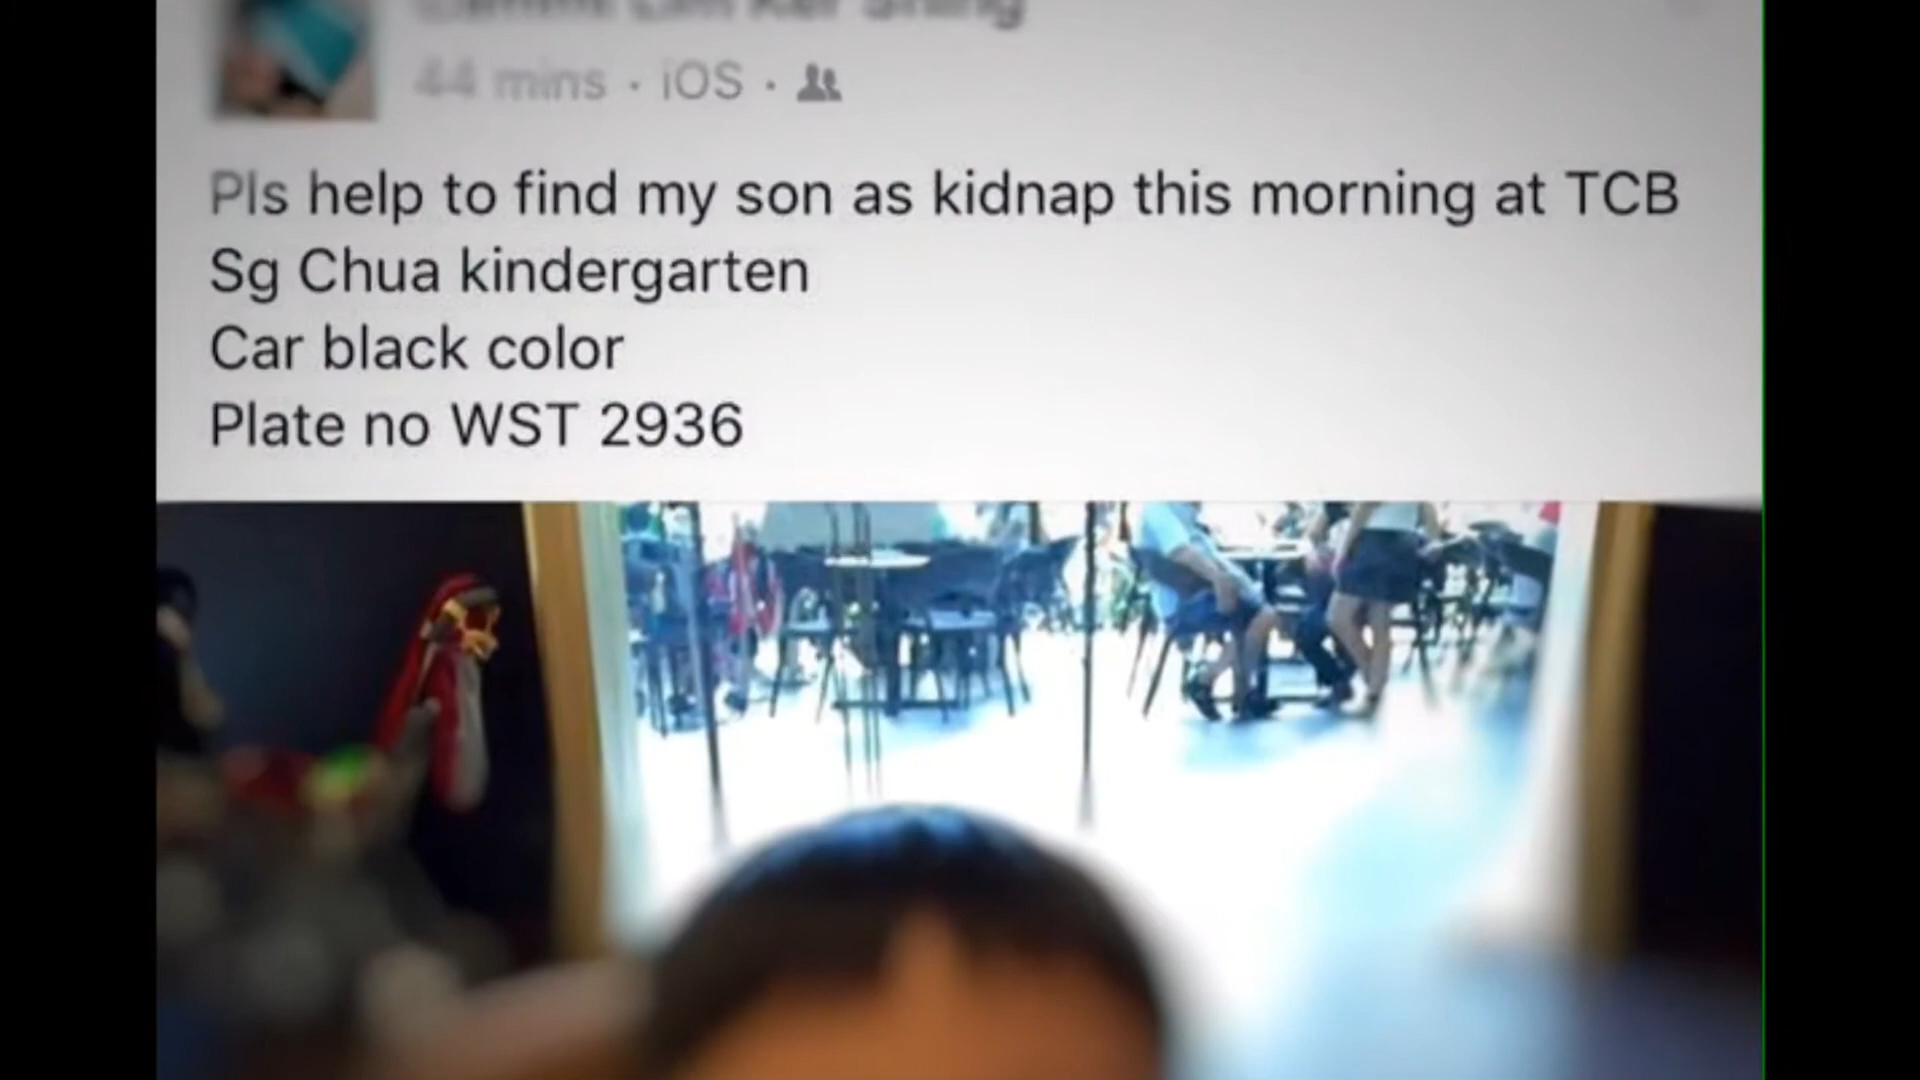 44 mins · iOS ·
Pls help to find my son as kidnap this morning at TCB
Sg Chua kindergarten
Car black color
Plate no WST 2936